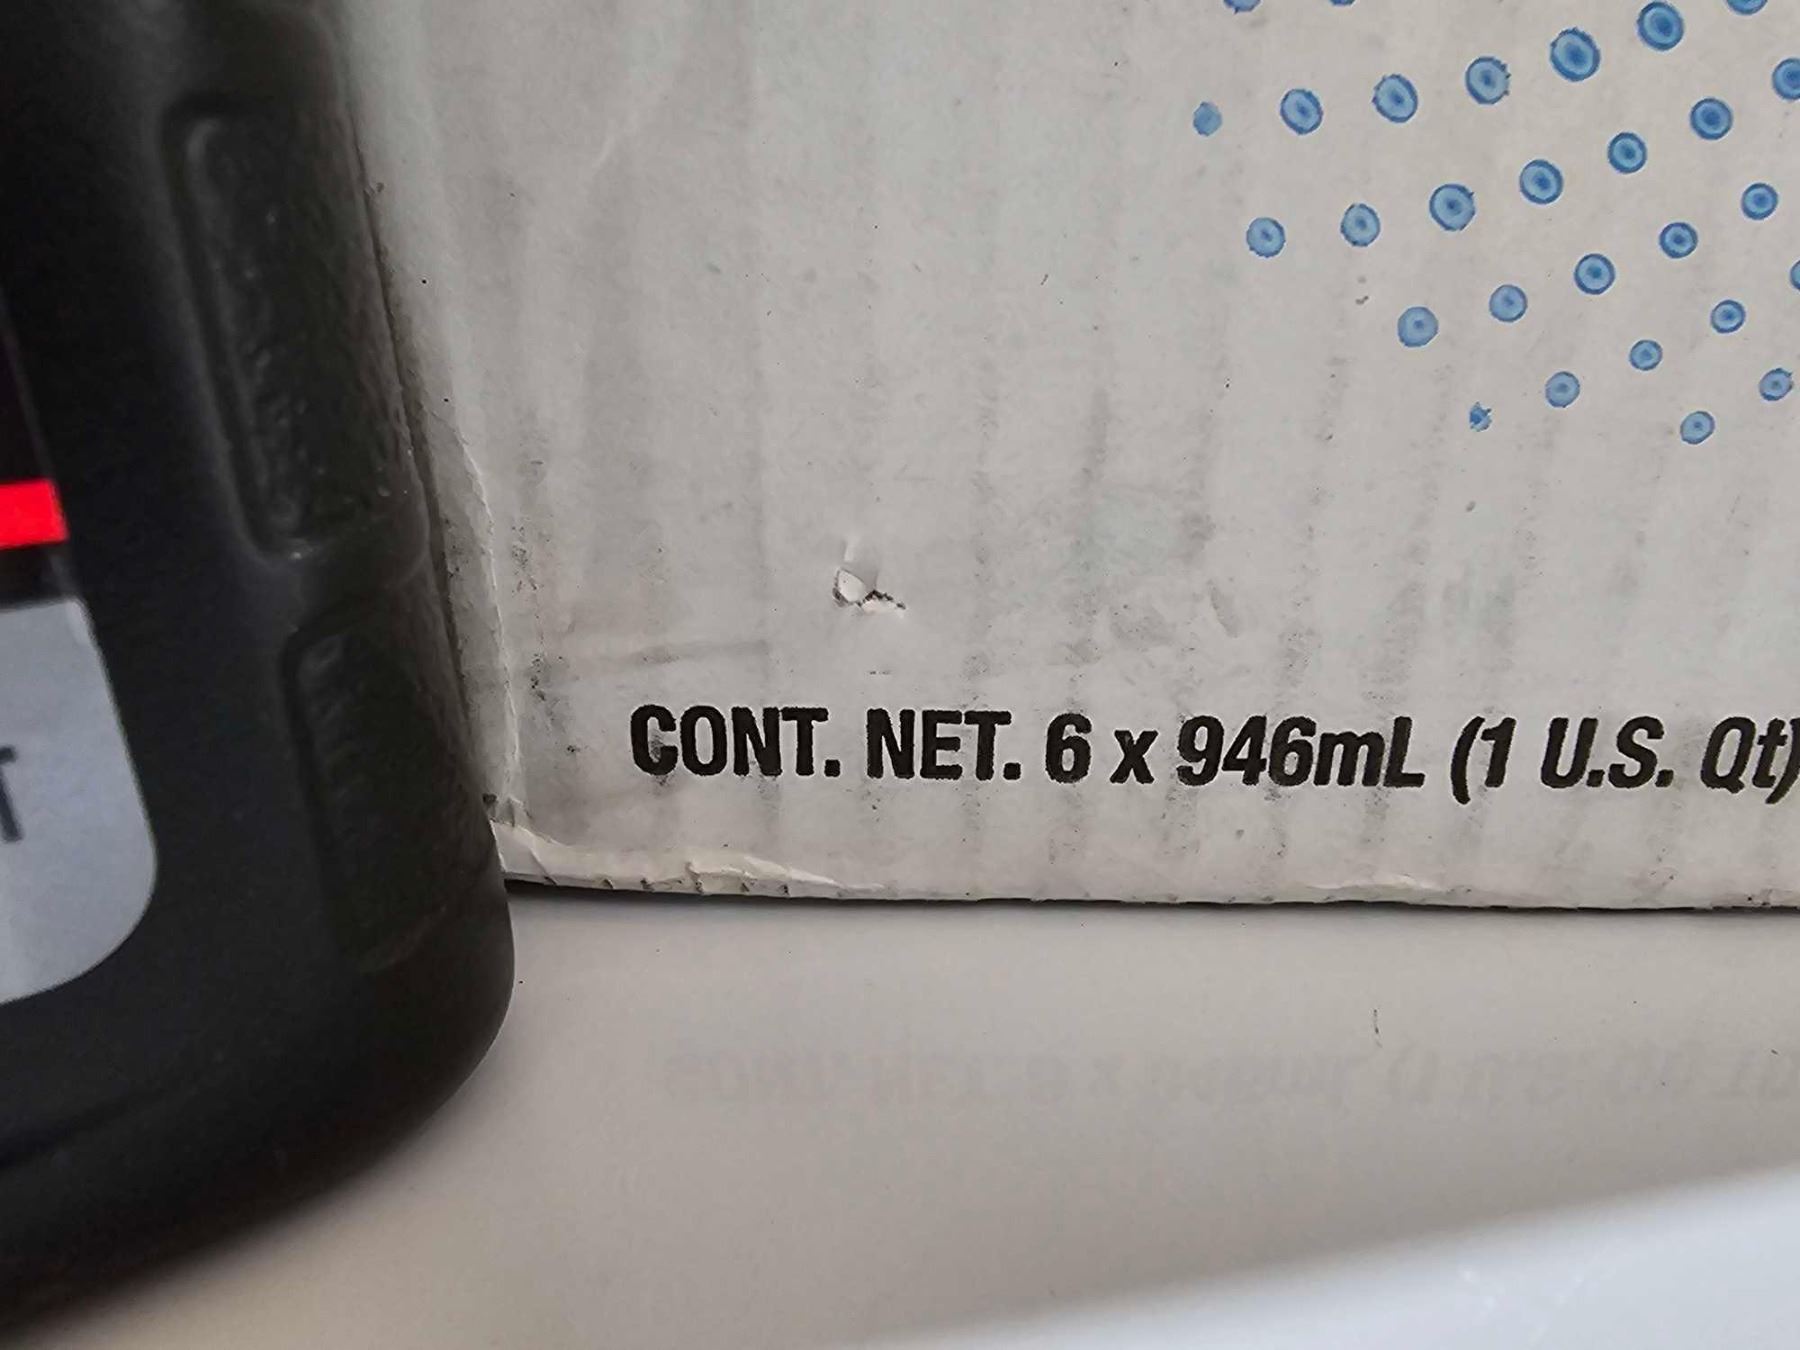 CONT. NET. 6 x 946mL (1 U.S. Qt)
T